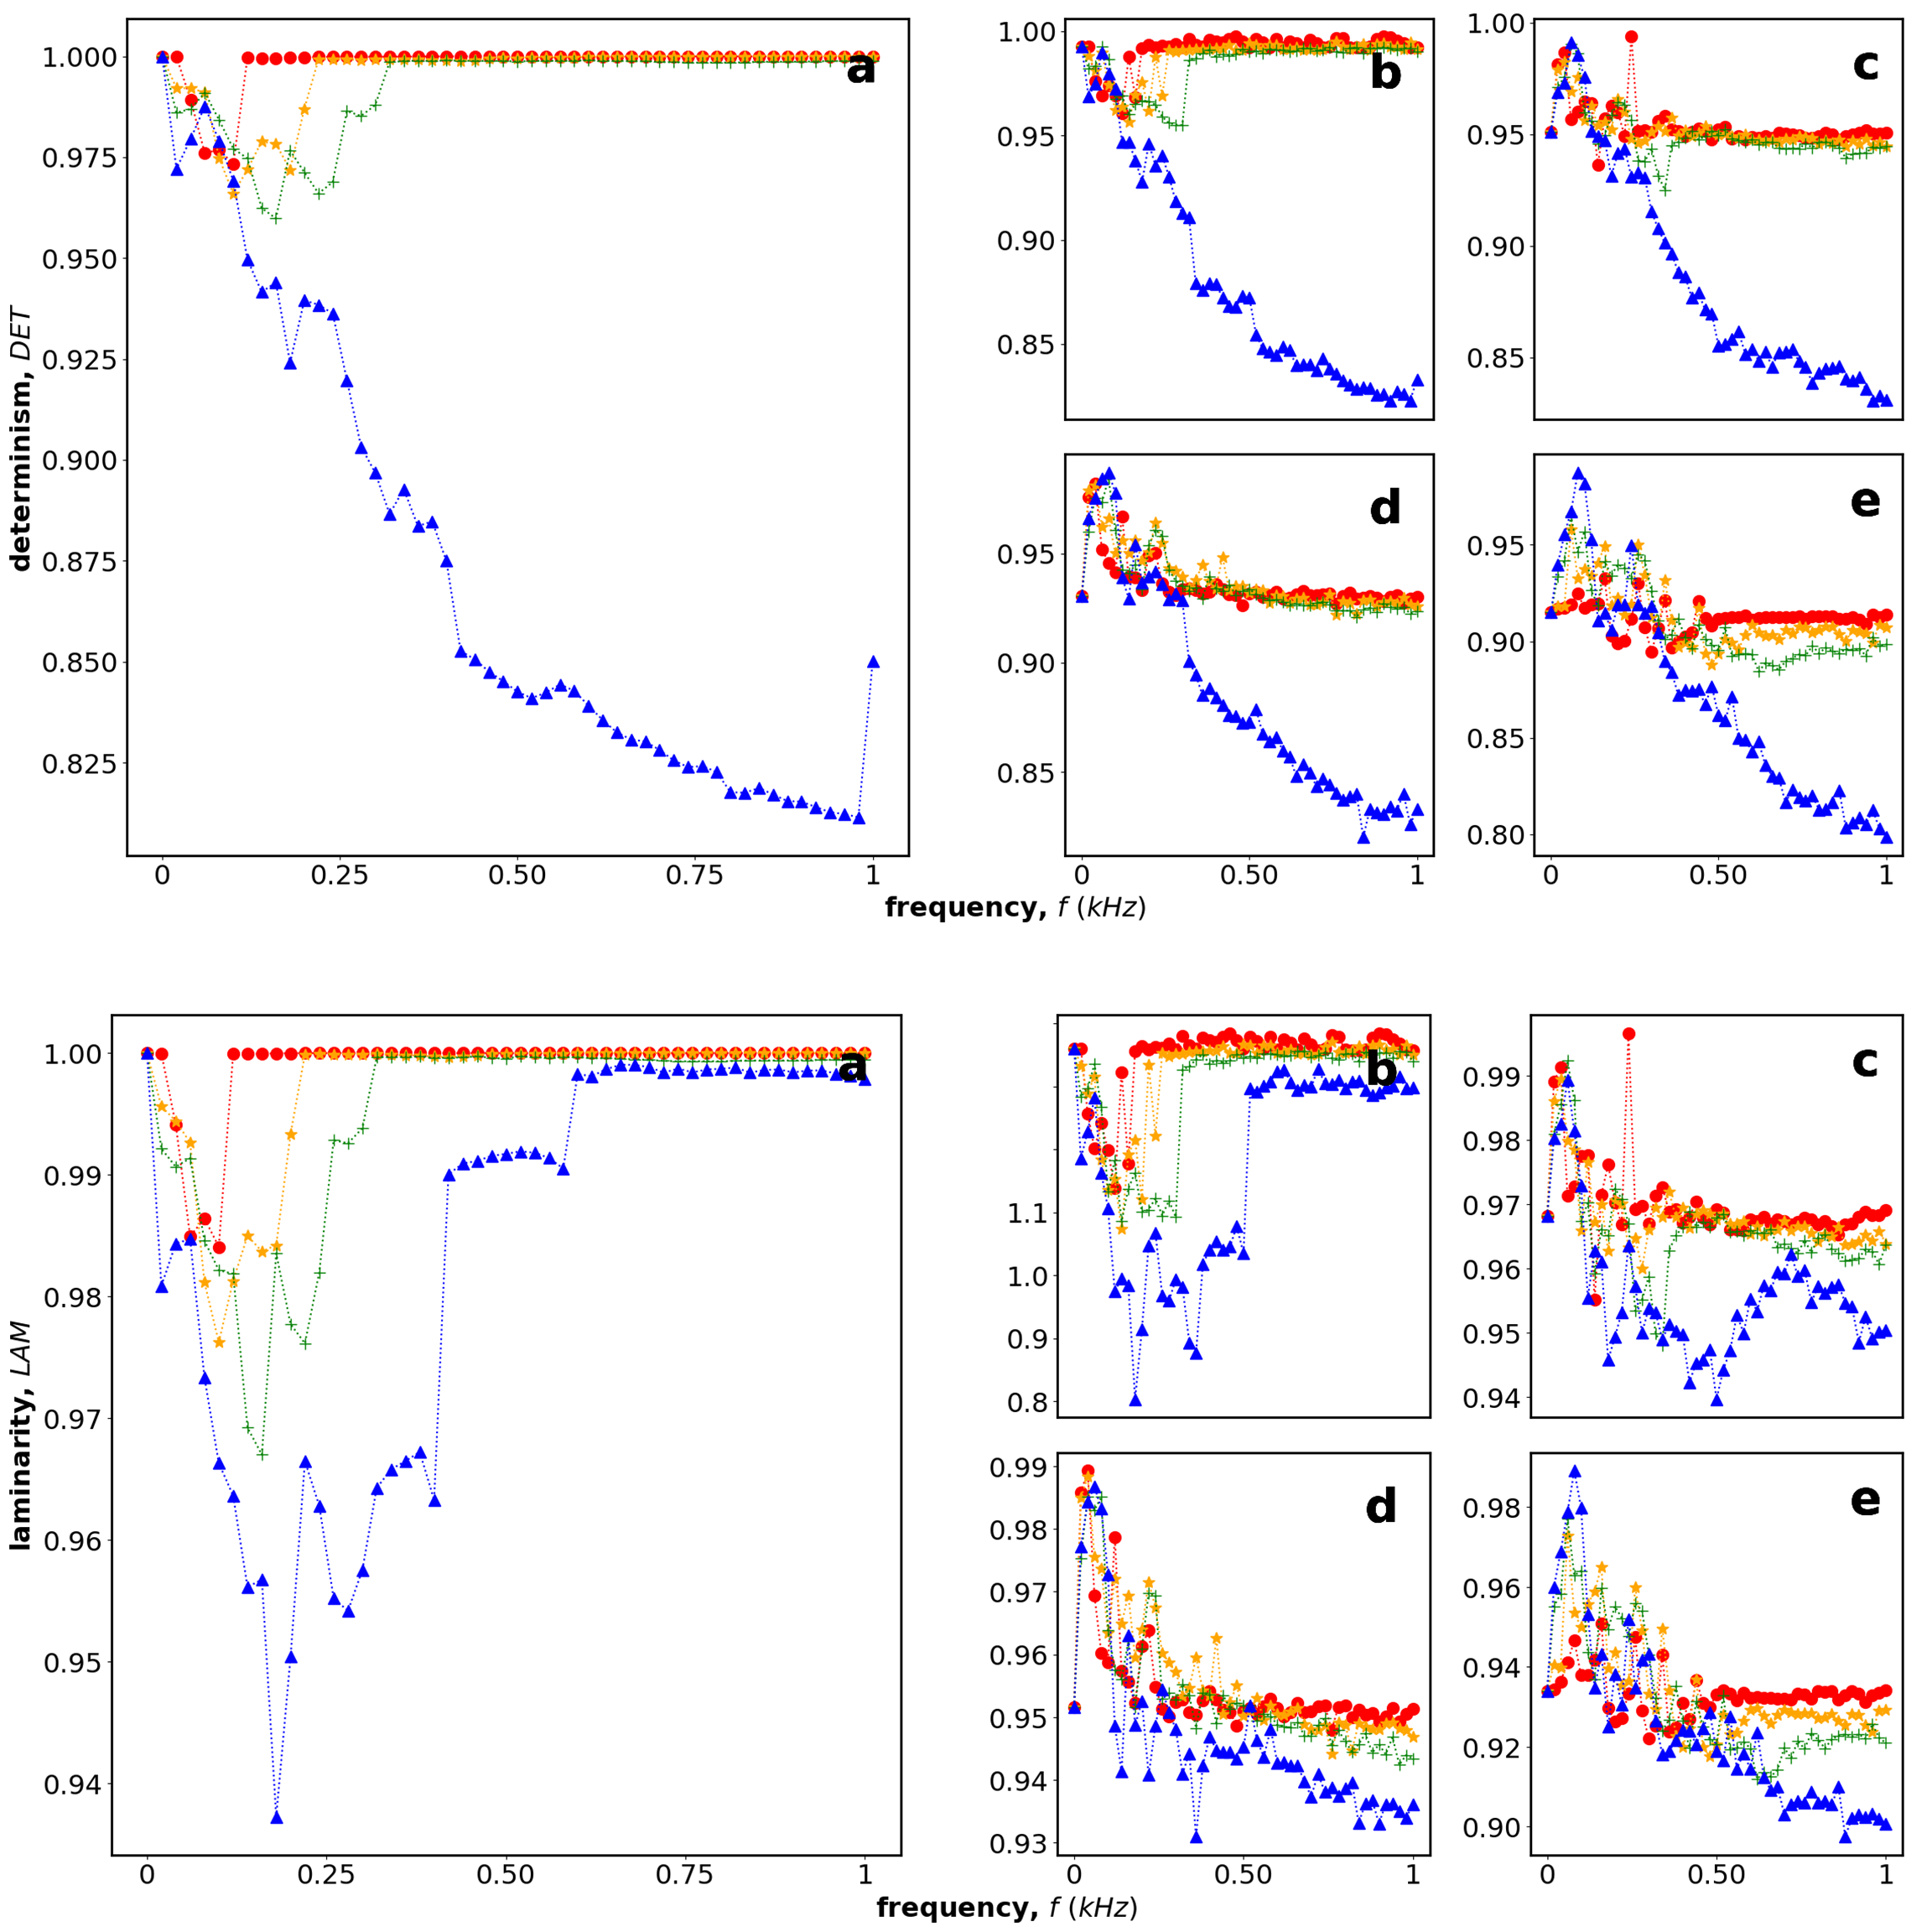 determinism, DET
1.000
0.975
0.950
0.925
0.900
0.875
0.850
0.825
a
0 0.25 0.50 0.75 1
1.00
0.95
0.90
0.85
b
1.00
0.95
0.90
0.85
c
0.95
0.90
0.85
d
0 0.50 1
0.95
0.90
0.85
0.80
e
0 0.50 1
frequency, f (kHz)
laminarity, LAM
1.00
0.99
0.98
0.97
0.96
0.95
0.94
a
0 0.25 0.50 0.75 1
1.1
1.0
0.9
0.8
b
0.99
0.98
0.97
0.96
0.95
0.94
c
0.99
0.98
0.97
0.96
0.95
0.94
0.93
d
0 0.50 1
0.98
0.96
0.94
0.92
0.90
e
0 0.50 1
frequency, f (kHz)